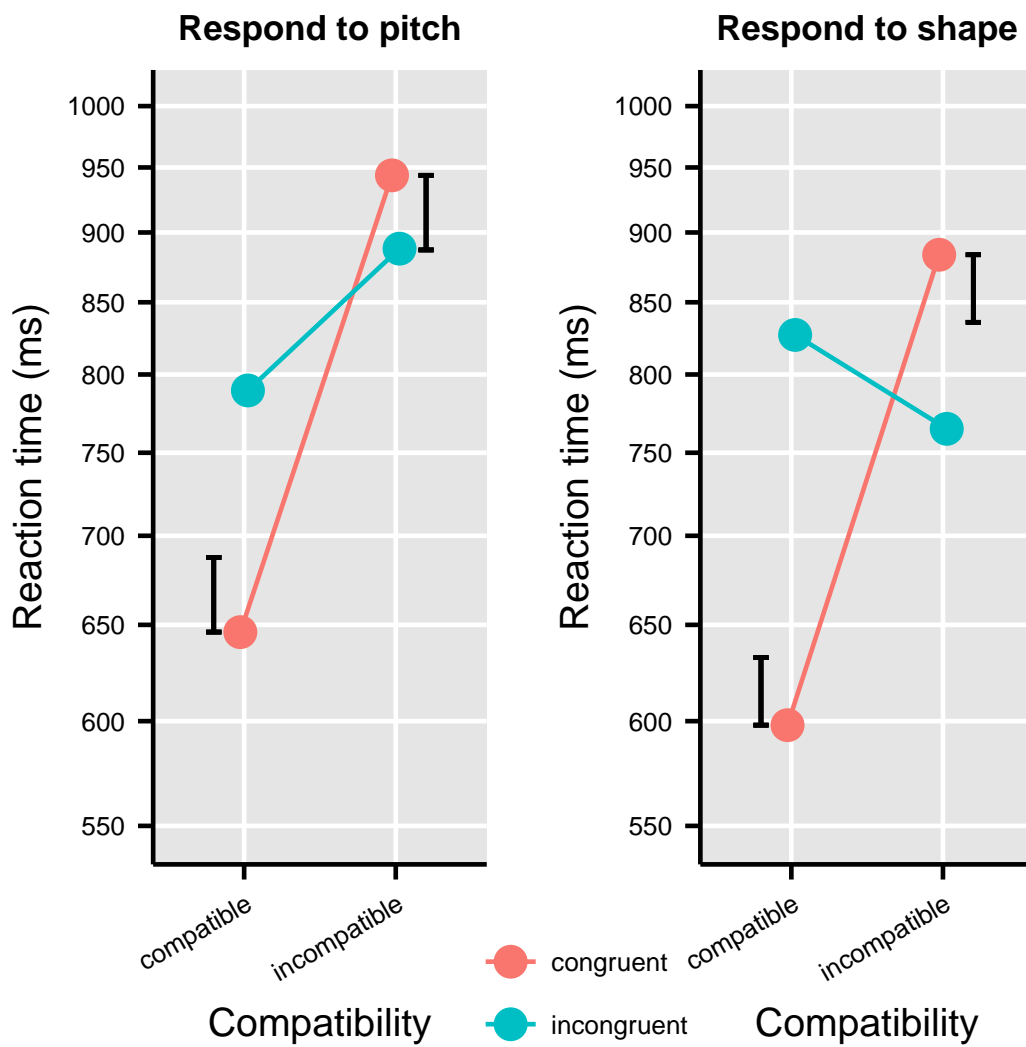 Respond to pitch
Reaction time (ms)
1000
950
900
850
800
750
700
650
600
550
compatible
incompatible
Compatibility
Respond to shape
Reaction time (ms)
1000
950
900
850
800
750
700
650
600
550
compatible
incompatible
Compatibility
congruent
incongruent